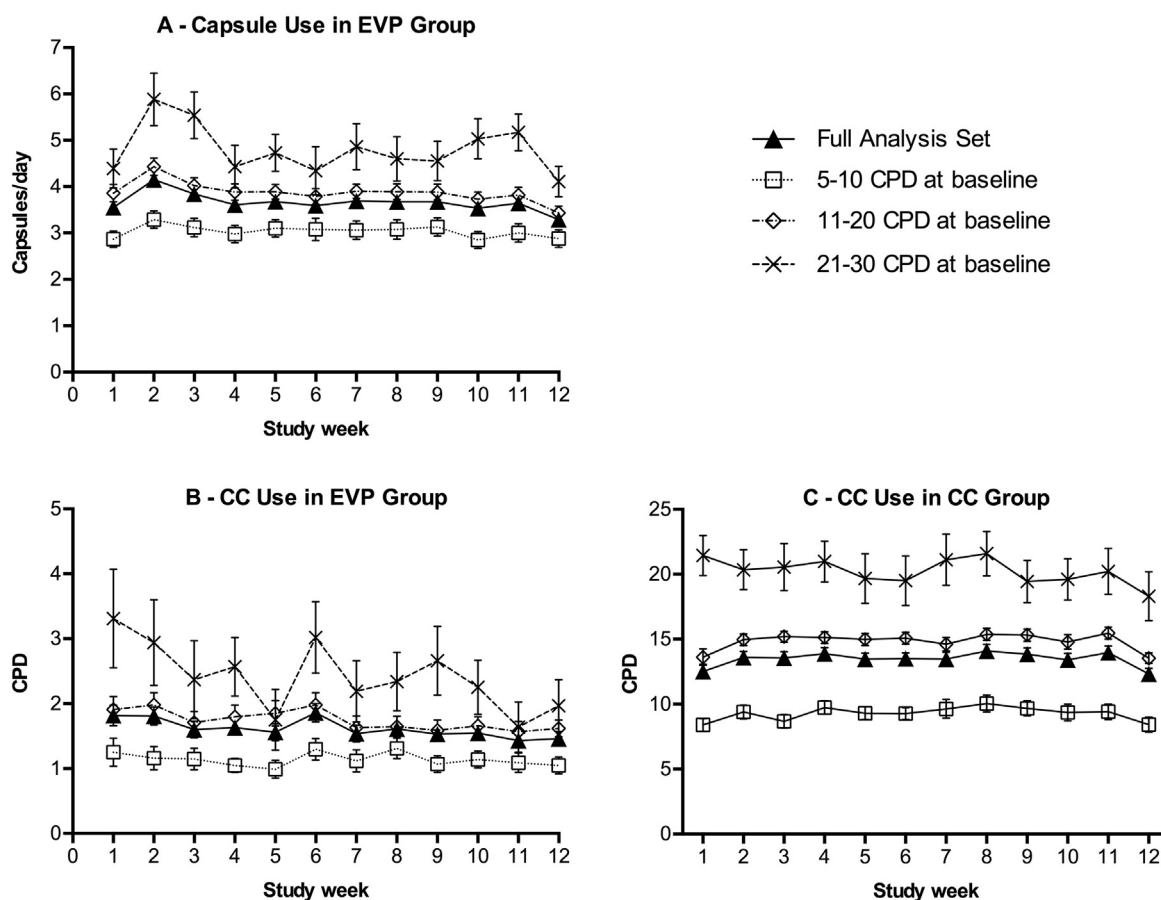 A - Capsule Use in EVP Group
7
6
5
4
3
2
1
0
Capsules/day
0 1 2 3 4 5 6 7 8 9 10 11 12
Study week
Full Analysis Set
5-10 CPD at baseline
11-20 CPD at baseline
21-30 CPD at baseline
B - CC Use in EVP Group
5
4
3
2
1
0
CPD
0 1 2 3 4 5 6 7 8 9 10 11 12
Study week
C - CC Use in CC Group
25
20
15
10
5
0
CPD
1 2 3 4 5 6 7 8 9 10 11 12
Study week